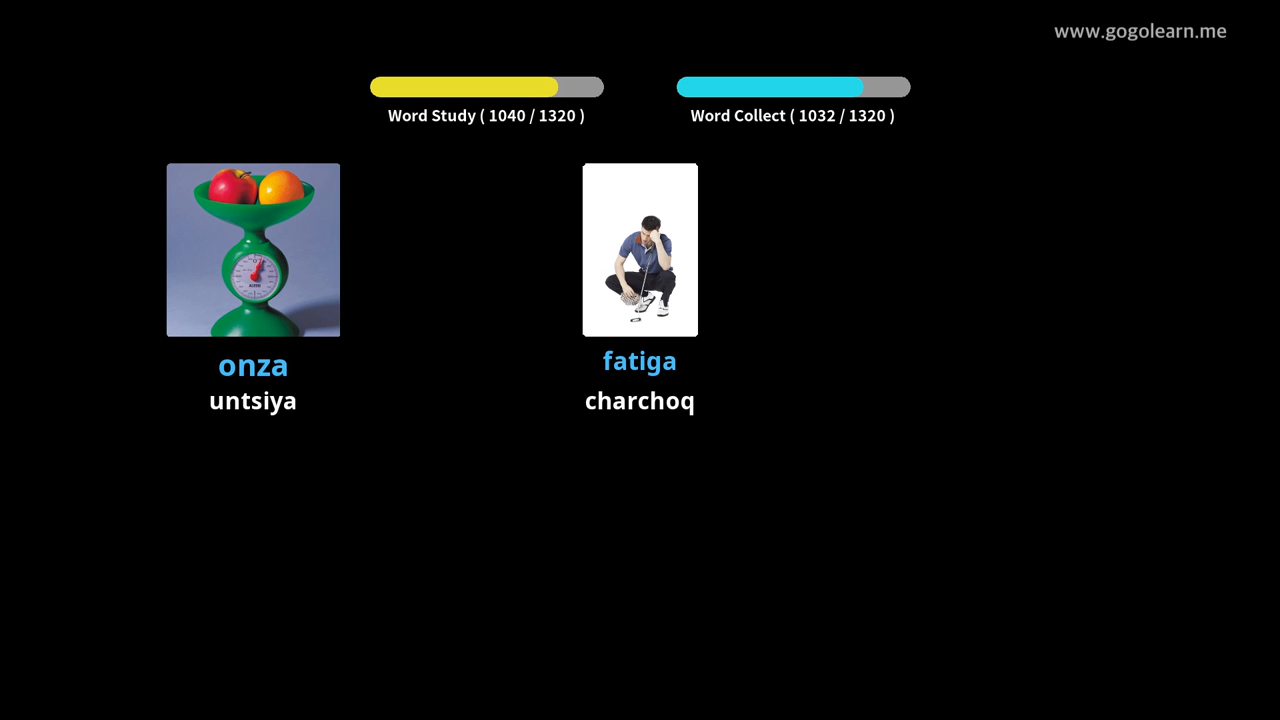 www.gogolearn.me
Word Study ( 1040 / 1320 )
Word Collect ( 1032 / 1320 )
onza
untsiya
fatiga
charchoq